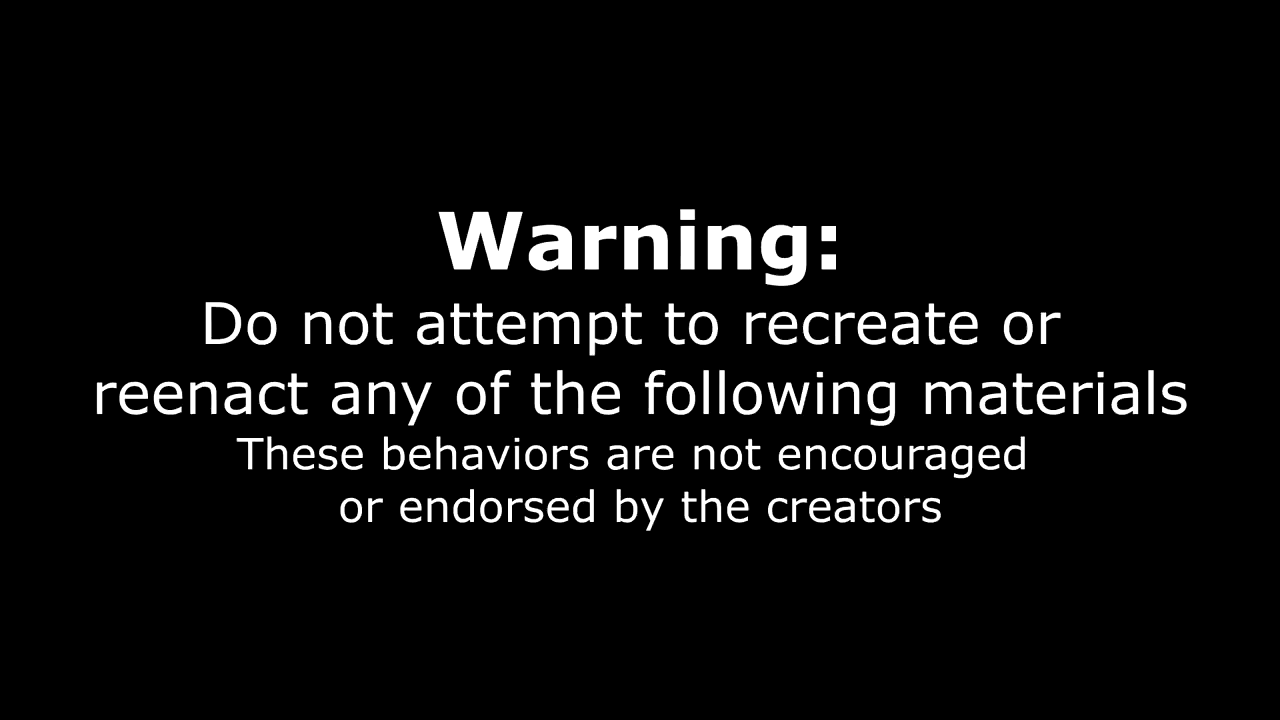 Warning:
Do not attempt to recreate or
reenact any of the following materials
These behaviors are not encouraged
or endorsed by the creators